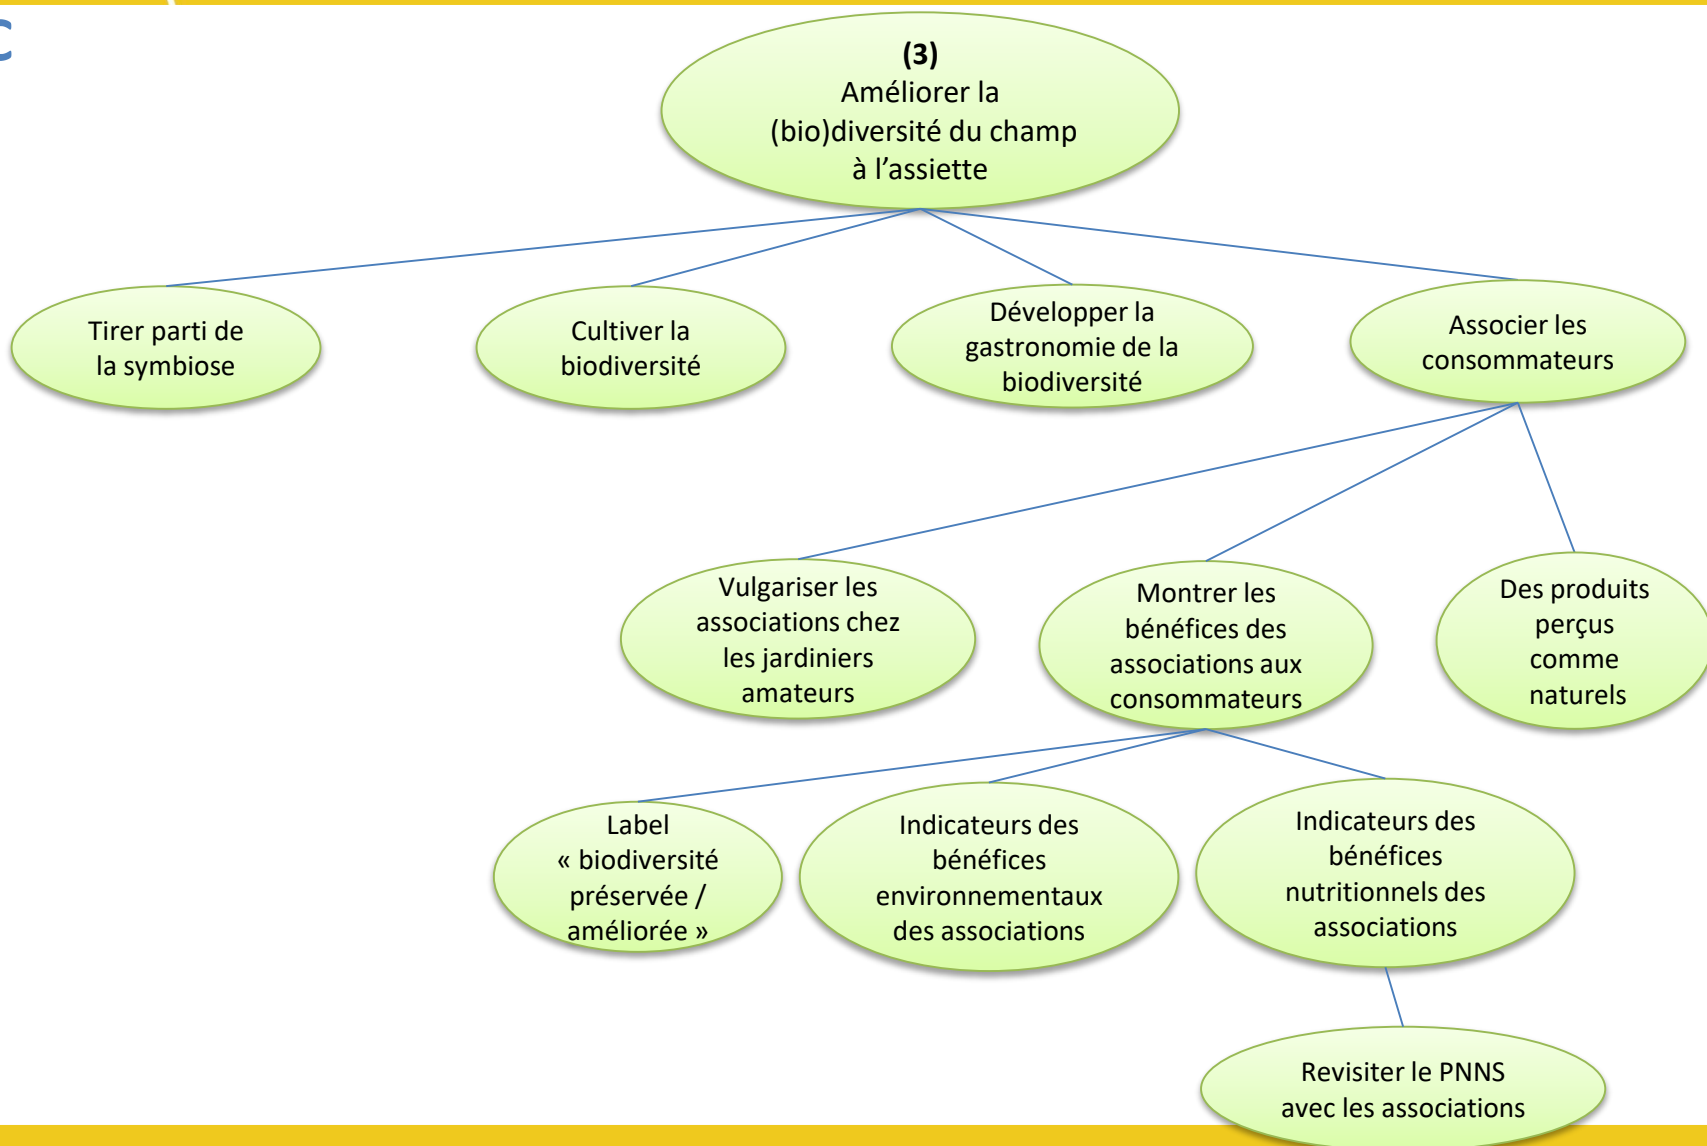 C
(3)
Améliorer la
(bio)diversité du champ
à l’assiette
Tirer parti de
la symbiose
Cultiver la
biodiversité
Développer la
gastronomie de la
biodiversité
Associer les
consommateurs
Vulgariser les
associations chez
les jardiniers
amateurs
Montrer les
bénéfices des
associations aux
consommateurs
Des produits
perçus
comme
naturels
Label
« biodiversité
préservée /
améliorée »
Indicateurs des
bénéfices
environnementaux
des associations
Indicateurs des
bénéfices
nutritionnels des
associations
Revisiter le PNNS
avec les associations